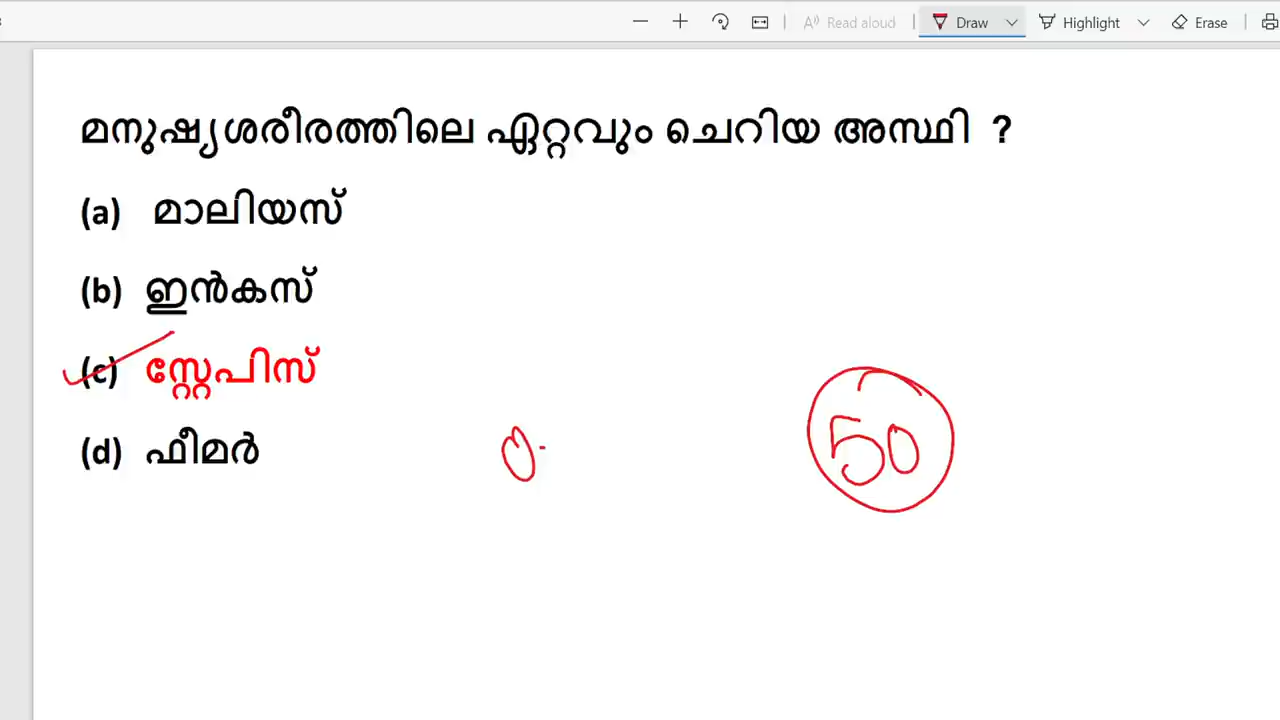 Read aloud Draw Highlight Erase
മനുഷ്യശരീരത്തിലെ ഏറ്റവും ചെറിയ അസ്ഥി ?
(a) മാലിയസ്
(b) ഇൻകസ്
(c) സ്റ്റേപിസ്
(d) ഫീമർ
50